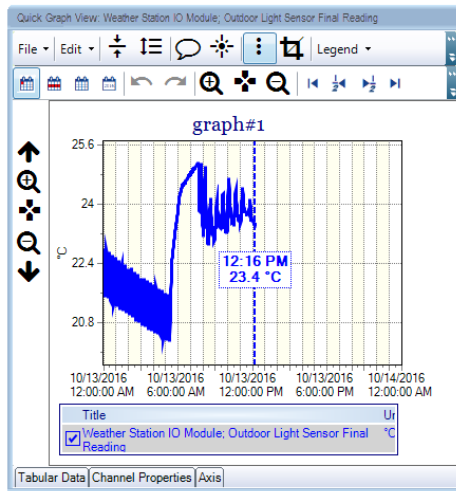 Quick Graph View: Weather Station IO Module; Outdoor Light Sensor Final Reading
File Edit Legend
graph#1
25.6
24
22.4
20.8
°C
12:16 PM
23.4 °C
10/13/2016 10/13/2016 10/13/2016 10/13/2016 10/14/2016
12:00:00 AM 6:00:00 AM 12:00:00 PM 6:00:00 PM 12:00:00 AM
Title Ur
Weather Station IO Module; Outdoor Light Sensor Final °C
Reading
Tabular Data Channel Properties Axis